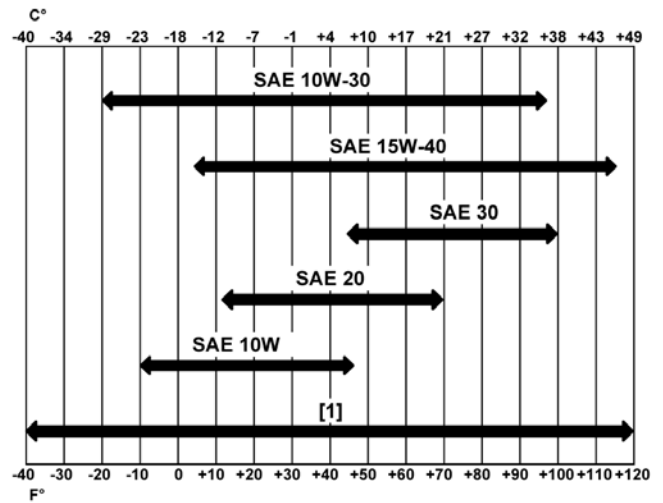 C°
-40 -34 -29 -23 -18 -12 -7 -1 +4 +10 +17 +21 +27 +32 +38 +49
SAE 10W-30
SAE 15W-40
SAE 30
SAE 20
SAE 10W
[1]
-40 -30 -20 -10 0 +10 +20 +30 +40 +50 +60 +70 +80 +90 +100 +110 +120
F°